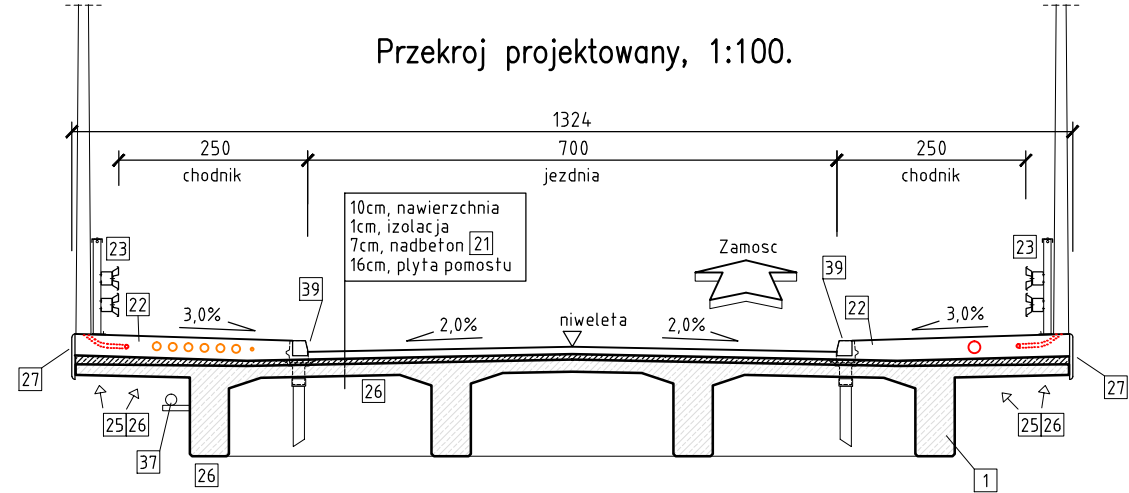 Przekroj projektowany, 1:100.
1324
250
700
250
chodnik
jezdnia
chodnik
10cm, nawierzchnia
1cm, izolacja
7cm, nadbeton 21
16cm, plyta pomostu
Zamosc
23
23
39
39
22
22
3,0%
2,0%
niweleta
2,0%
3,0%
27
27
26
25 26
25 26
37
26
1